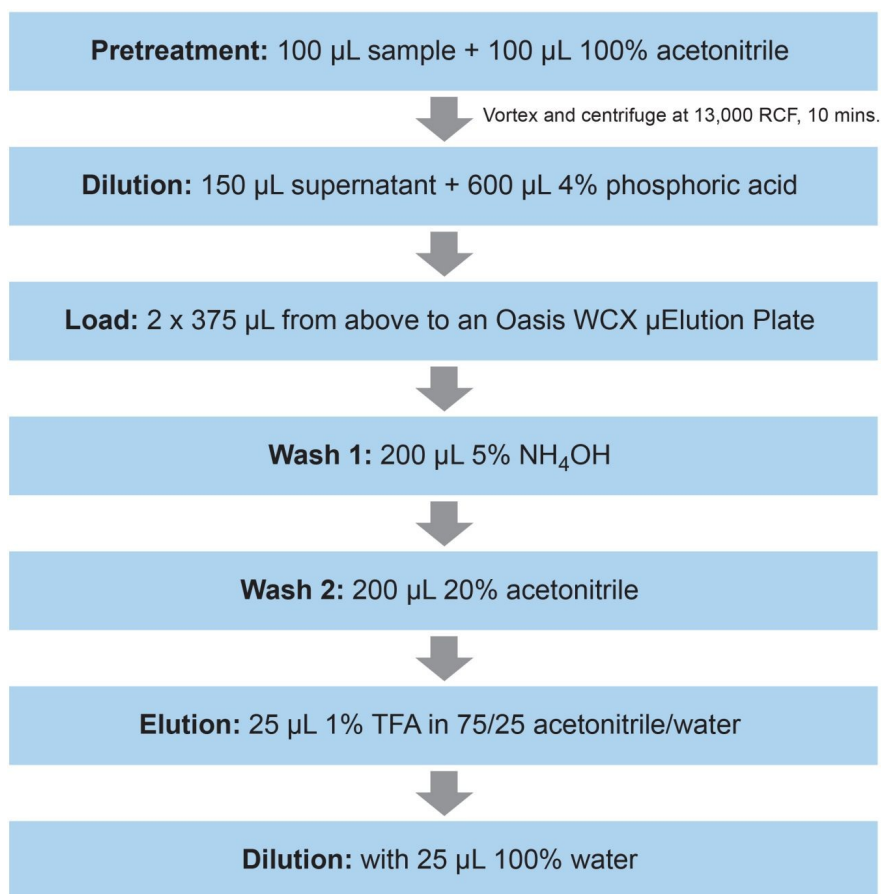 Pretreatment: 100 µL sample + 100 µL 100% acetonitrile
Vortex and centrifuge at 13,000 RCF, 10 mins.
Dilution: 150 µL supernatant + 600 µL 4% phosphoric acid
Load: 2 x 375 µL from above to an Oasis WCX µElution Plate
Wash 1: 200 µL 5% NH₄OH
Wash 2: 200 µL 20% acetonitrile
Elution: 25 µL 1% TFA in 75/25 acetonitrile/water
Dilution: with 25 µL 100% water